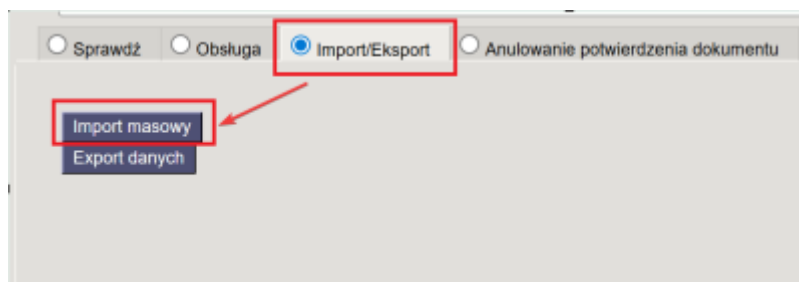 Sprawdź Obsługa Import/Eksport Anulowanie potwierdzenia dokumentu
Import masowy
Export danych